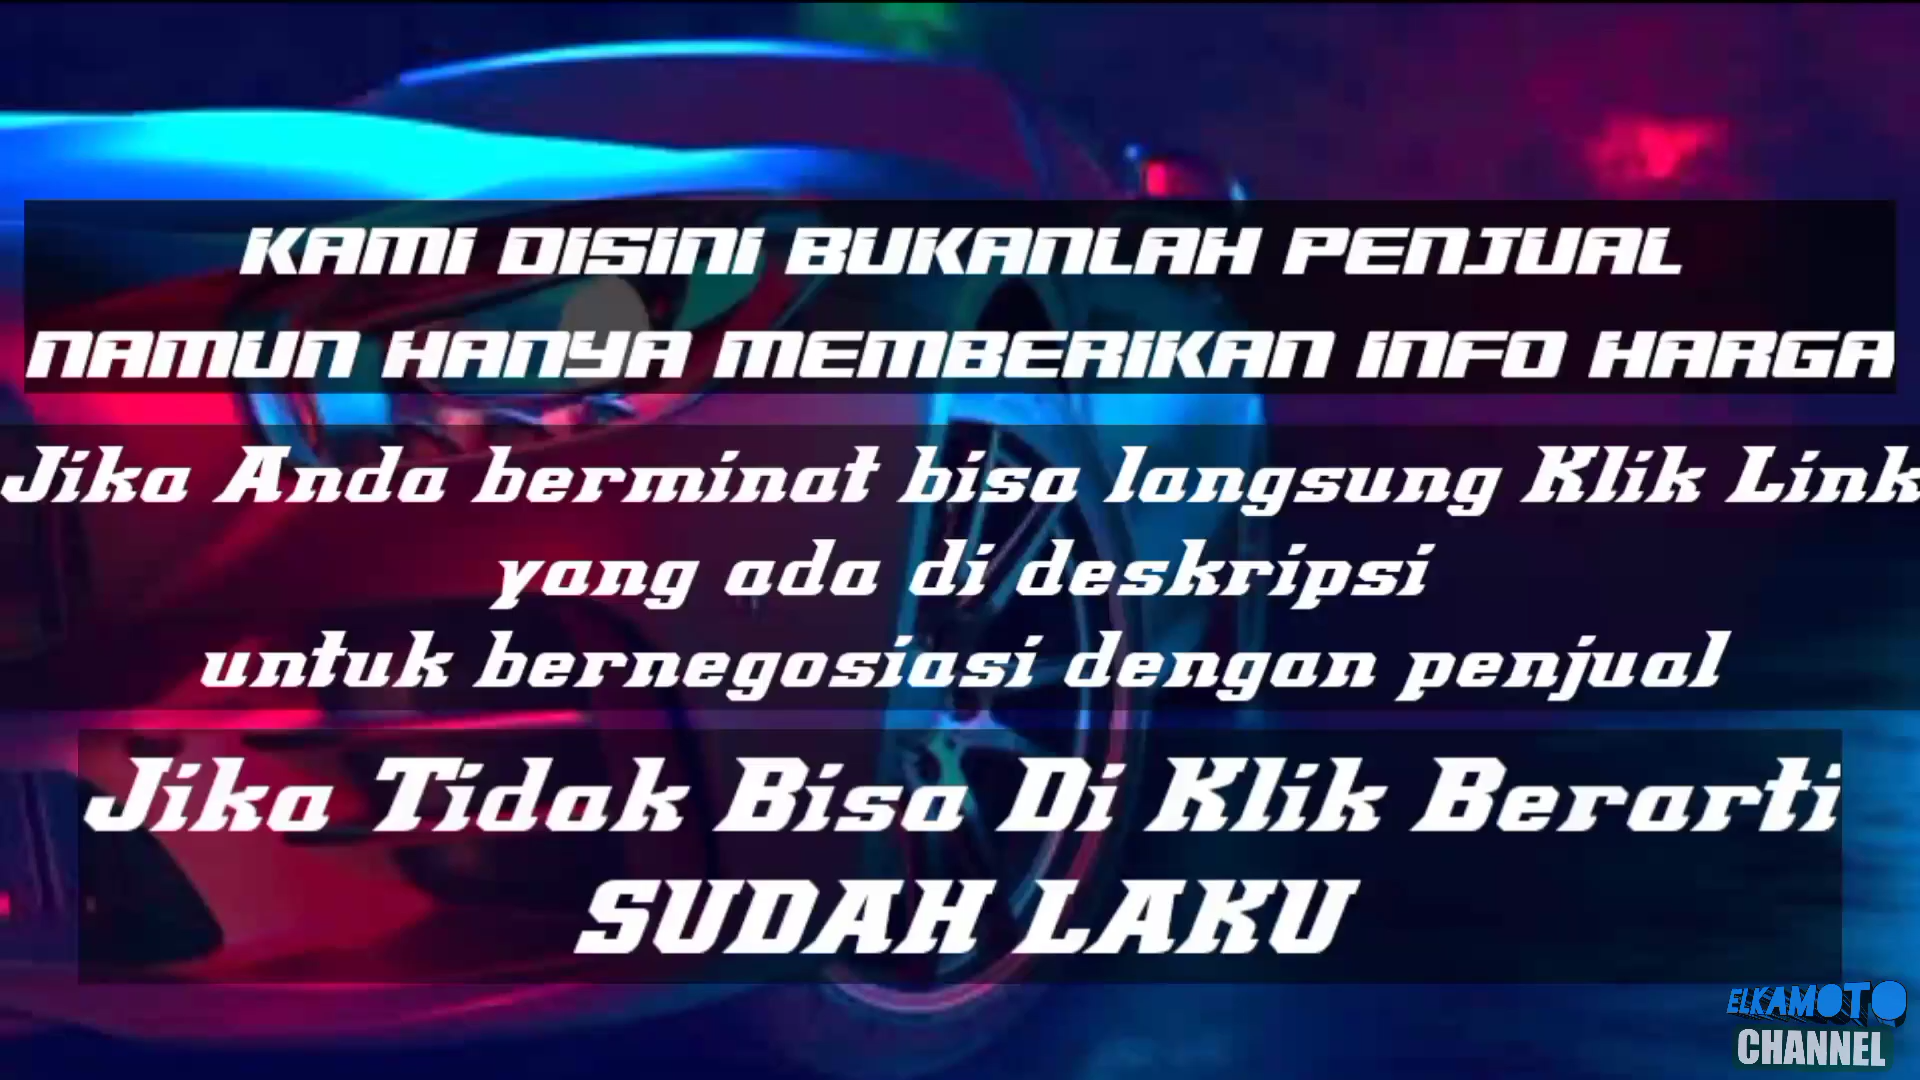 KAMI DISINI BUKANLAH PENJUAL
NAMUN HANYA MEMBERIKAN INFO HARGA
Jika Anda berminat bisa langsung Klik Link
yang ada di deskripsi
untuk bernegosiasi dengan penjual
Jika Tidak Bisa Di Klik Berarti
SUDAH LAKU
ELKAMOTO
CHANNEL